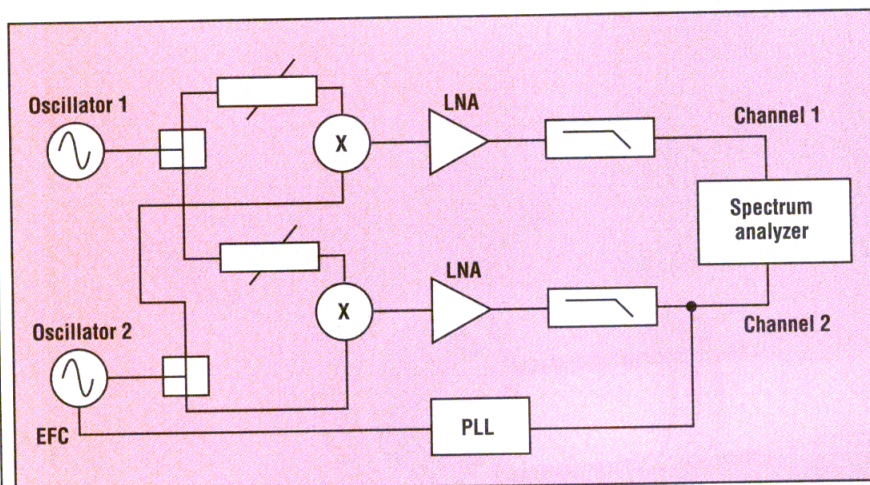 Oscillator 1
X
LNA
Channel 1
Spectrum
analyzer
Oscillator 2
X
LNA
Channel 2
EFC
PLL